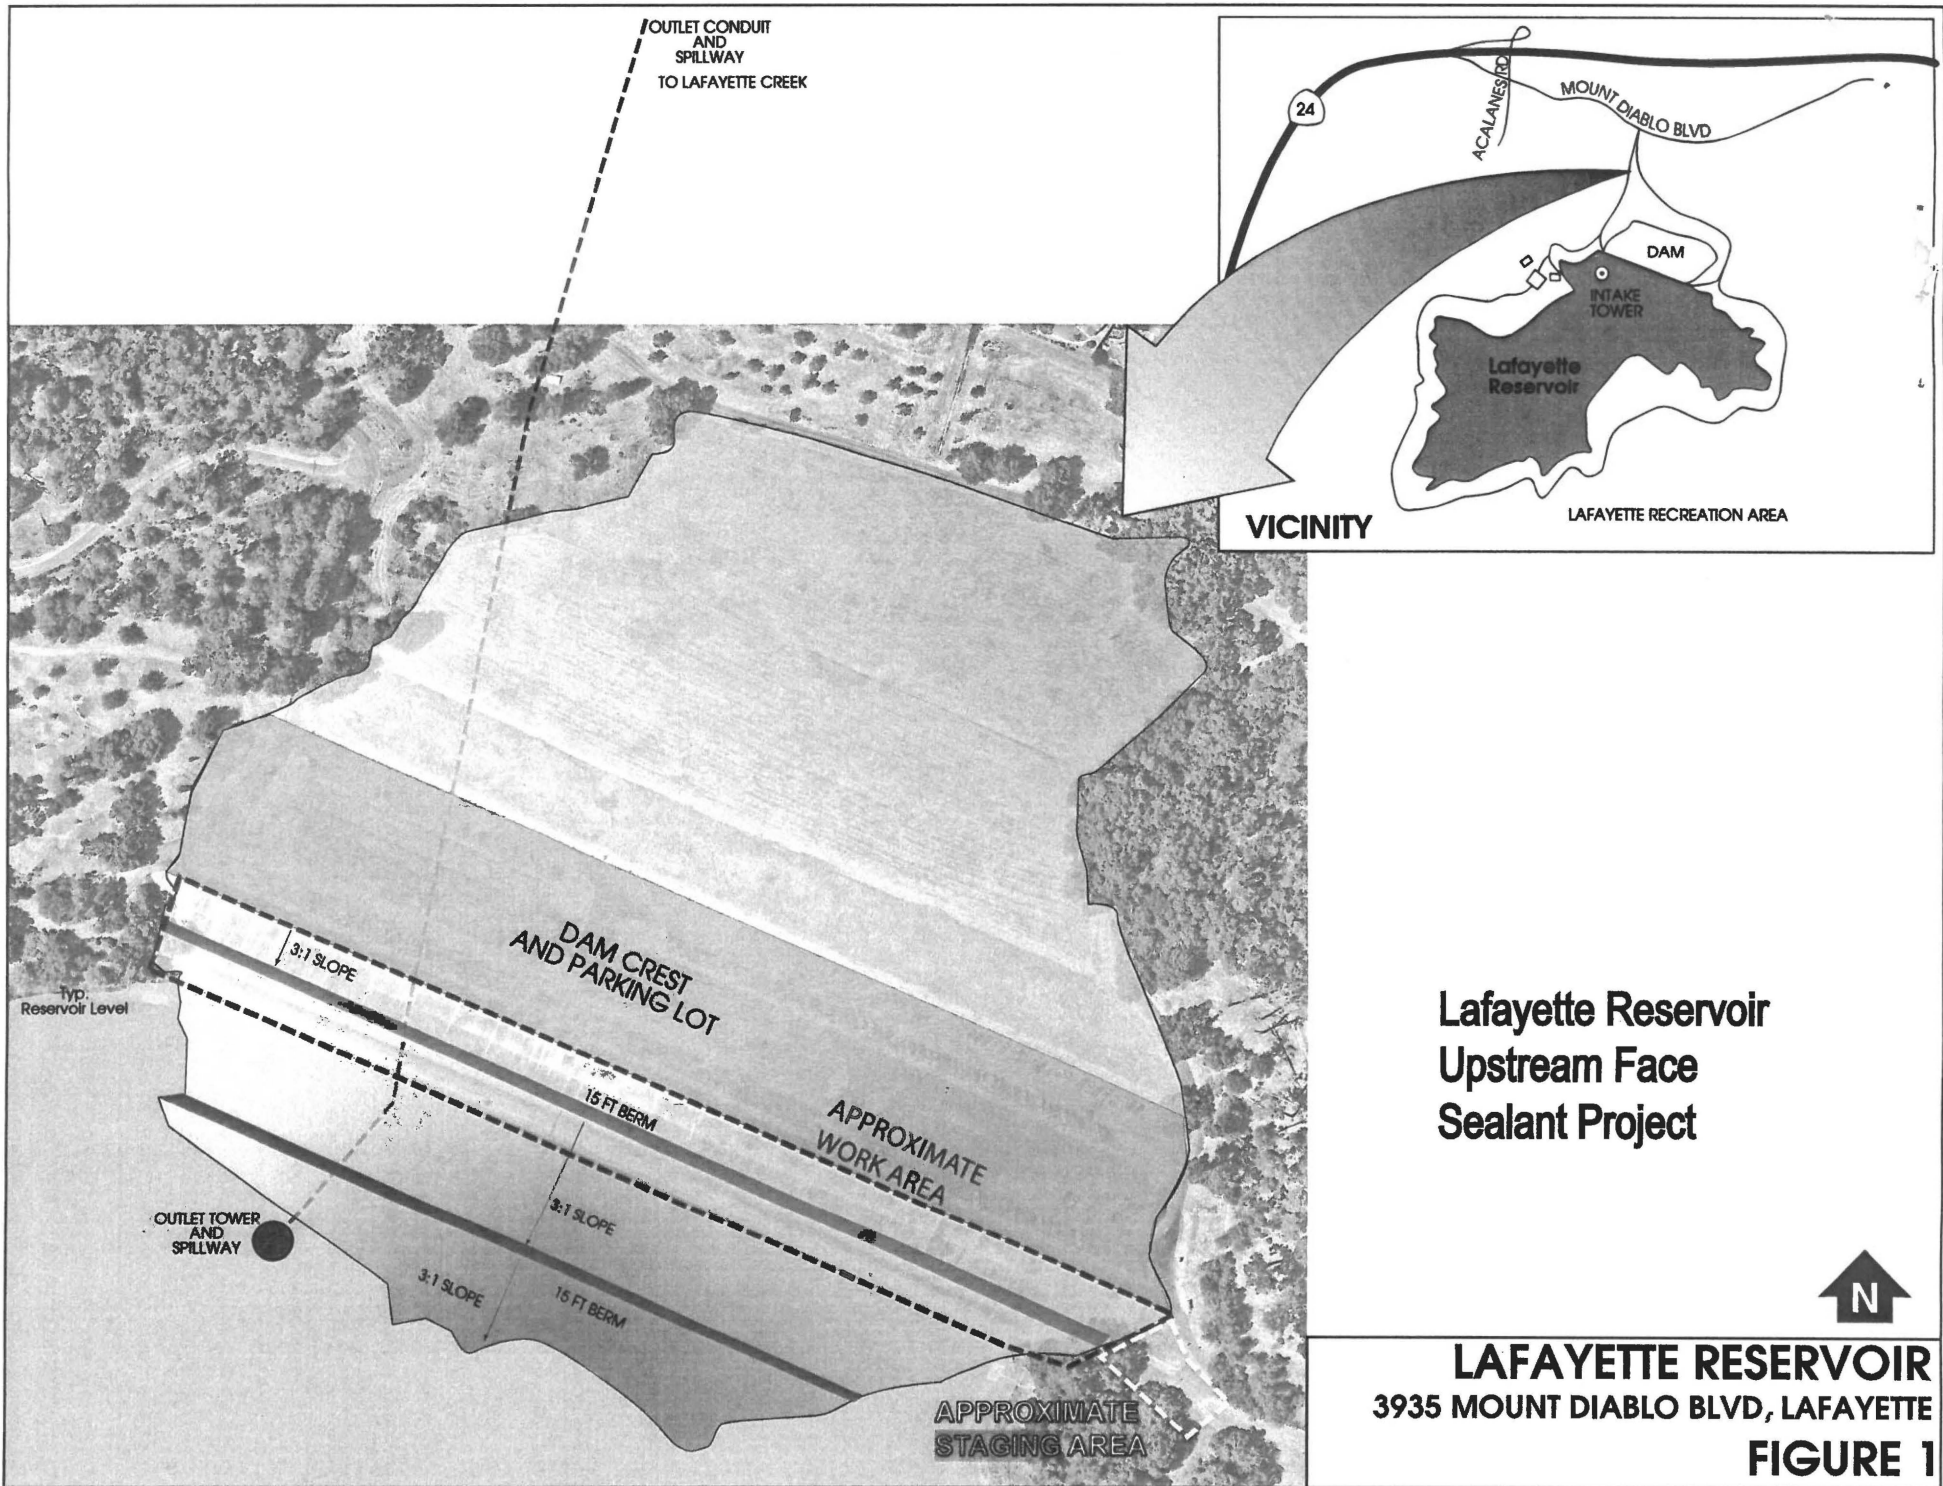 OUTLET CONDUIT
AND
SPILLWAY
TO LAFAYETTE CREEK
24
ACALANES RD
MOUNT DIABLO BLVD
DAM
INTAKE
TOWER
Lafayette
Reservoir
VICINITY
LAFAYETTE RECREATION AREA
DAM CREST
AND PARKING LOT
3:1 SLOPE
Typ.
Reservoir Level
15 FT BERM
APPROXIMATE
WORK AREA
3:1 SLOPE
OUTLET TOWER
AND
SPILLWAY
3:1 SLOPE
15 FT BERM
APPROXIMATE
STAGING AREA
Lafayette Reservoir
Upstream Face
Sealant Project
N
LAFAYETTE RESERVOIR
3935 MOUNT DIABLO BLVD, LAFAYETTE
FIGURE 1